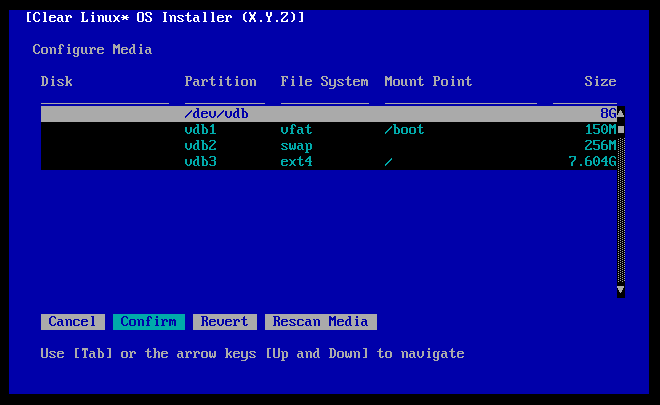 [Clear Linux* OS Installer (X.Y.Z)]
Configure Media
Disk Partition File System Mount Point Size
/dev/vdb 8G
vdb1 vfat /boot 150M
vdb2 swap 256M
vdb3 ext4 / 7.604G
Cancel Confirm Revert Rescan Media
Use [Tab] or the arrow keys [Up and Down] to navigate